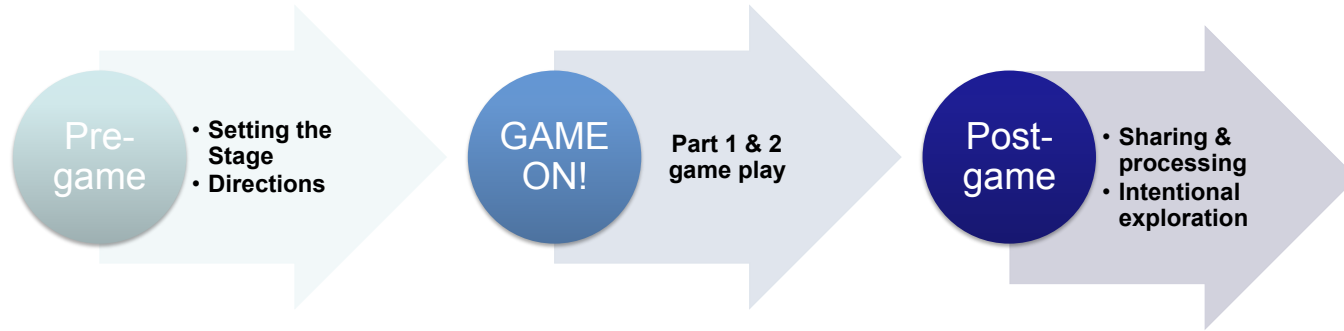 Pre-
game
• Setting the
Stage
• Directions
GAME
ON!
Part 1 & 2
game play
Post-
game
• Sharing &
processing
• Intentional
exploration